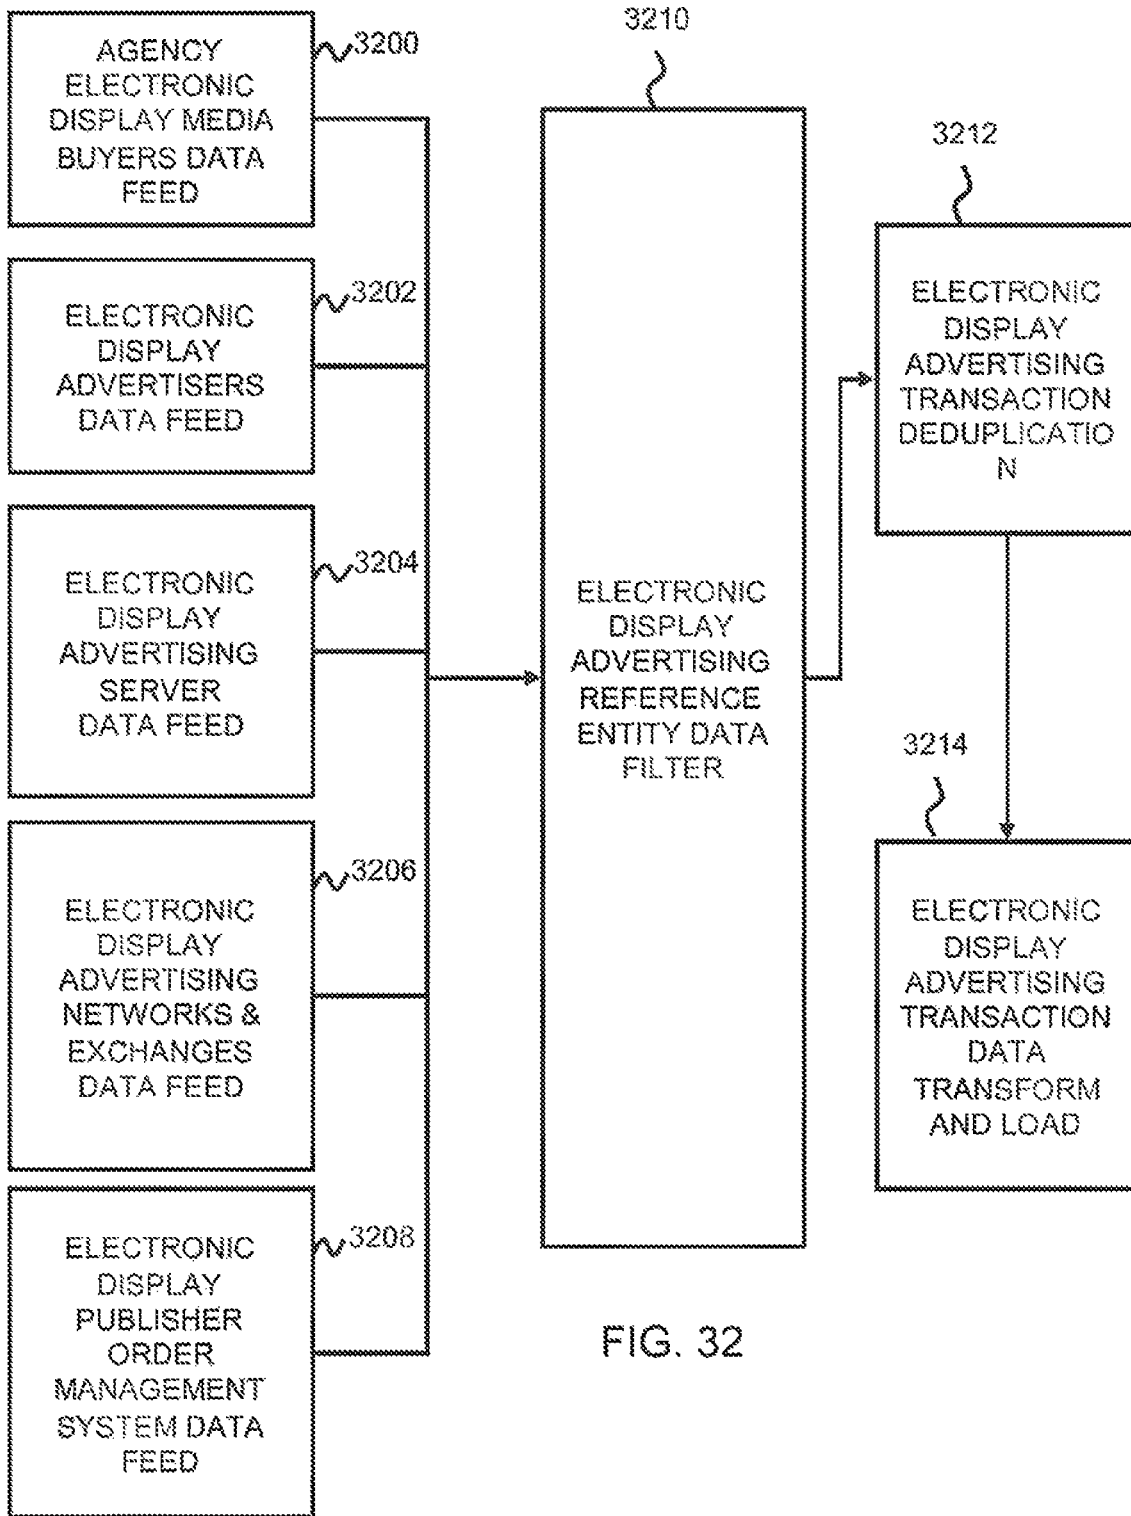 AGENCY
ELECTRONIC
DISPLAY MEDIA
BUYERS DATA
FEED
3200
ELECTRONIC
DISPLAY
ADVERTISERS
DATA FEED
3202
ELECTRONIC
DISPLAY
ADVERTISING
SERVER
DATA FEED
3204
ELECTRONIC
DISPLAY
ADVERTISING
NETWORKS &
EXCHANGES
DATA FEED
3206
ELECTRONIC
DISPLAY
PUBLISHER
ORDER
MANAGEMENT
SYSTEM DATA
FEED
3208
3210
ELECTRONIC
DISPLAY
ADVERTISING
REFERENCE
ENTITY DATA
FILTER
3212
ELECTRONIC
DISPLAY
ADVERTISING
TRANSACTION
DEDUPLICATIO
N
3214
ELECTRONIC
DISPLAY
ADVERTISING
TRANSACTION
DATA
TRANSFORM
AND LOAD
FIG. 32